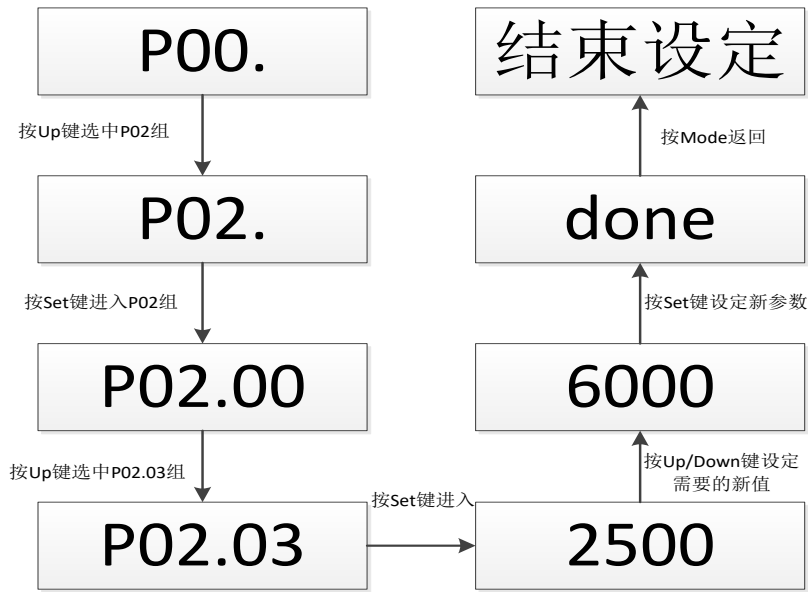 P00.
按Up键选中P02组
P02.
按Set键进入P02组
P02.00
按Up键选中P02.03组
P02.03
按Set键进入
2500
按Up/Down键设定
需要的新值
6000
按Set键设定新参数
done
按Mode返回
结束设定